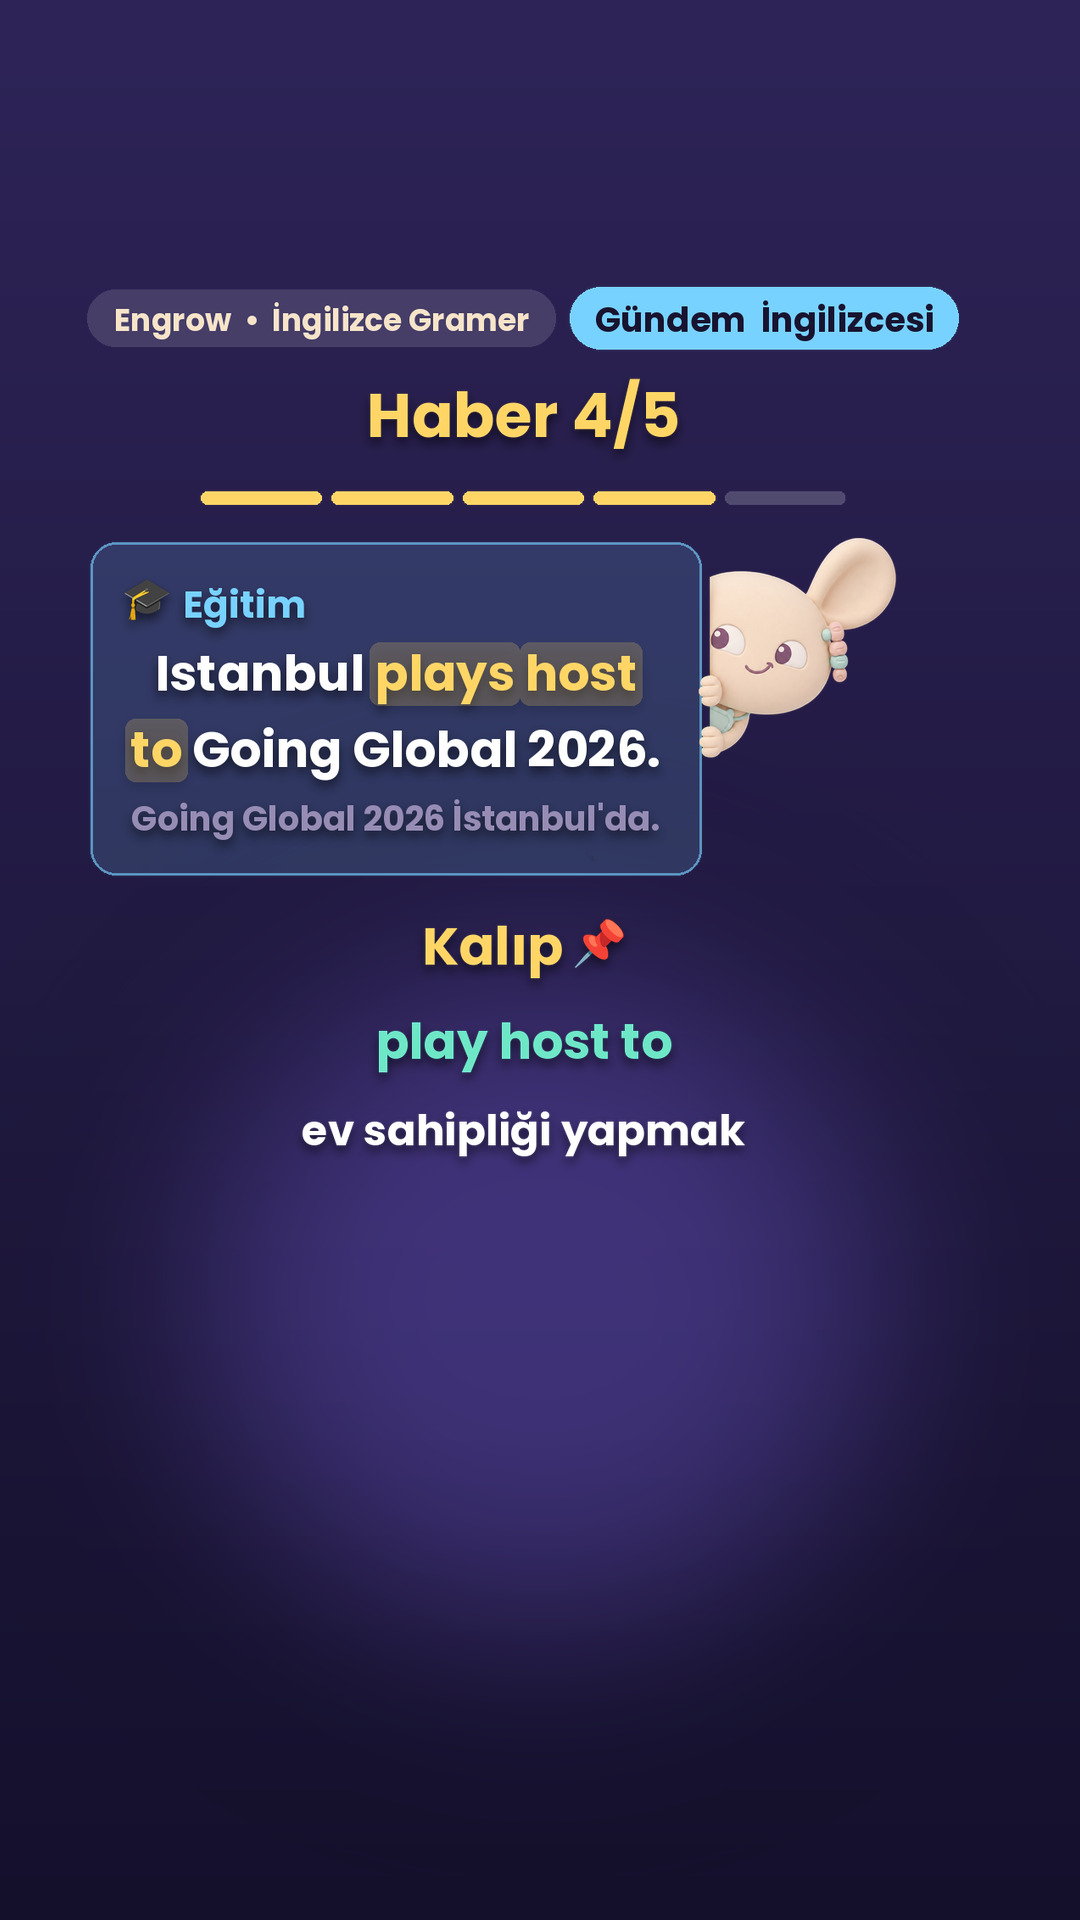 Engrow • İngilizce Gramer
Gündem İngilizcesi
Haber 4/5
Eğitim
Istanbul plays host
to Going Global 2026.
Going Global 2026 İstanbul'da.
Kalıp
play host to
ev sahipliği yapmak